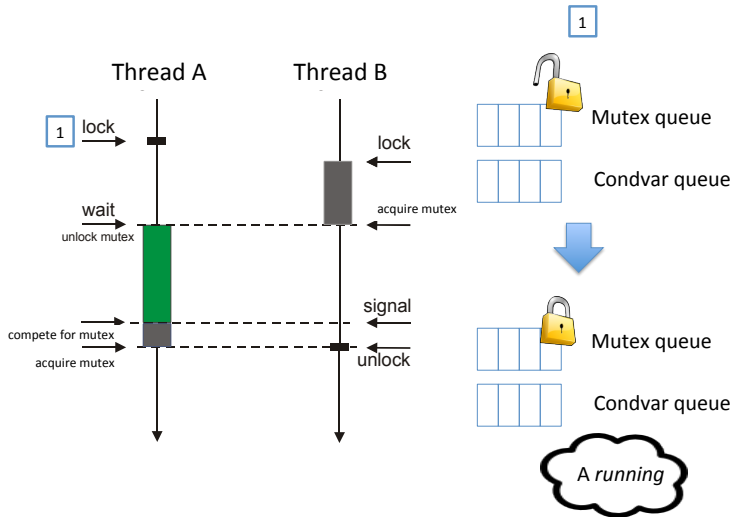 1
Thread A
Thread B
1
lock
lock
wait
unlock mutex
acquire mutex
signal
compete for mutex
acquire mutex
unlock
Mutex queue
Condvar queue
Mutex queue
Condvar queue
A running